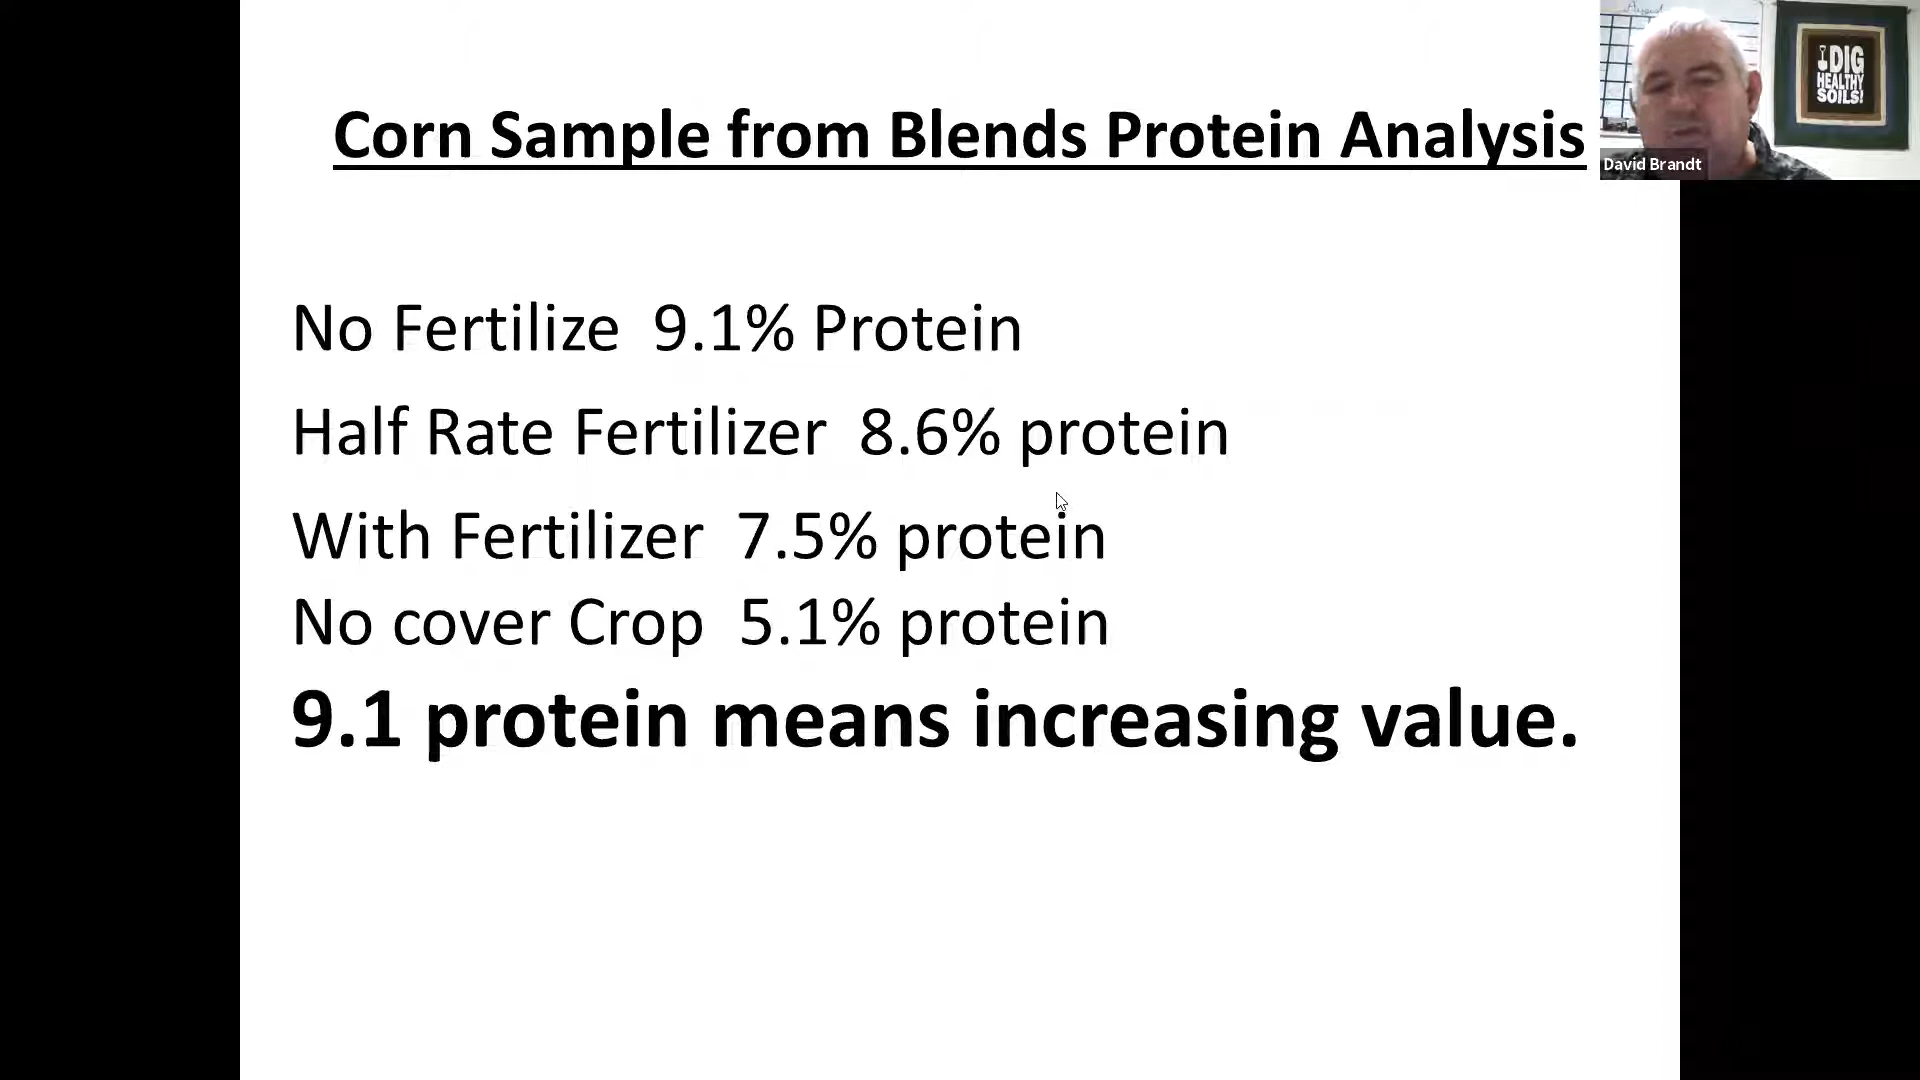 Corn Sample from Blends Protein Analysis
No Fertilize 9.1% Protein
Half Rate Fertilizer 8.6% protein
With Fertilizer 7.5% protein
No cover Crop 5.1% protein
9.1 protein means increasing value.
I DIG
HEALTHY
SOILS!
David Brandt